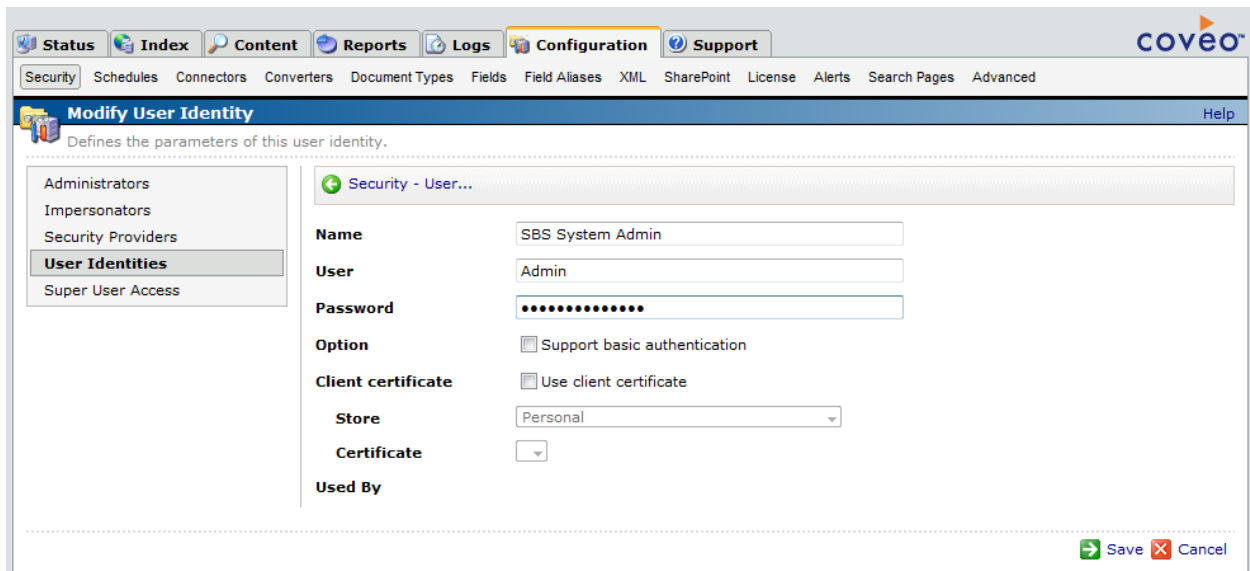 Status Index Content Reports Logs Configuration Support coveo™
Security Schedules Connectors Converters Document Types Fields Field Aliases XML SharePoint License Alerts Search Pages Advanced
Modify User Identity Help
Defines the parameters of this user identity.
Administrators
Impersonators
Security Providers
User Identities
Super User Access
Security - User...
Name SBS System Admin
User Admin
Password ••••••••••••••
Option Support basic authentication
Client certificate Use client certificate
Store Personal
Certificate
Used By
Save Cancel